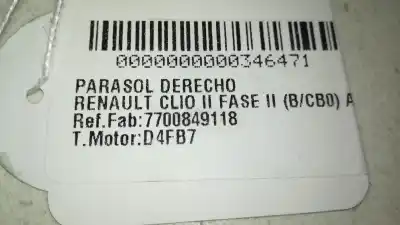 0000000000346471
PARASOL DERECHO
RENAULT CLIO II FASE II (B/CB0) A
Ref.Fab:7700849118
T.Motor:D4FB7